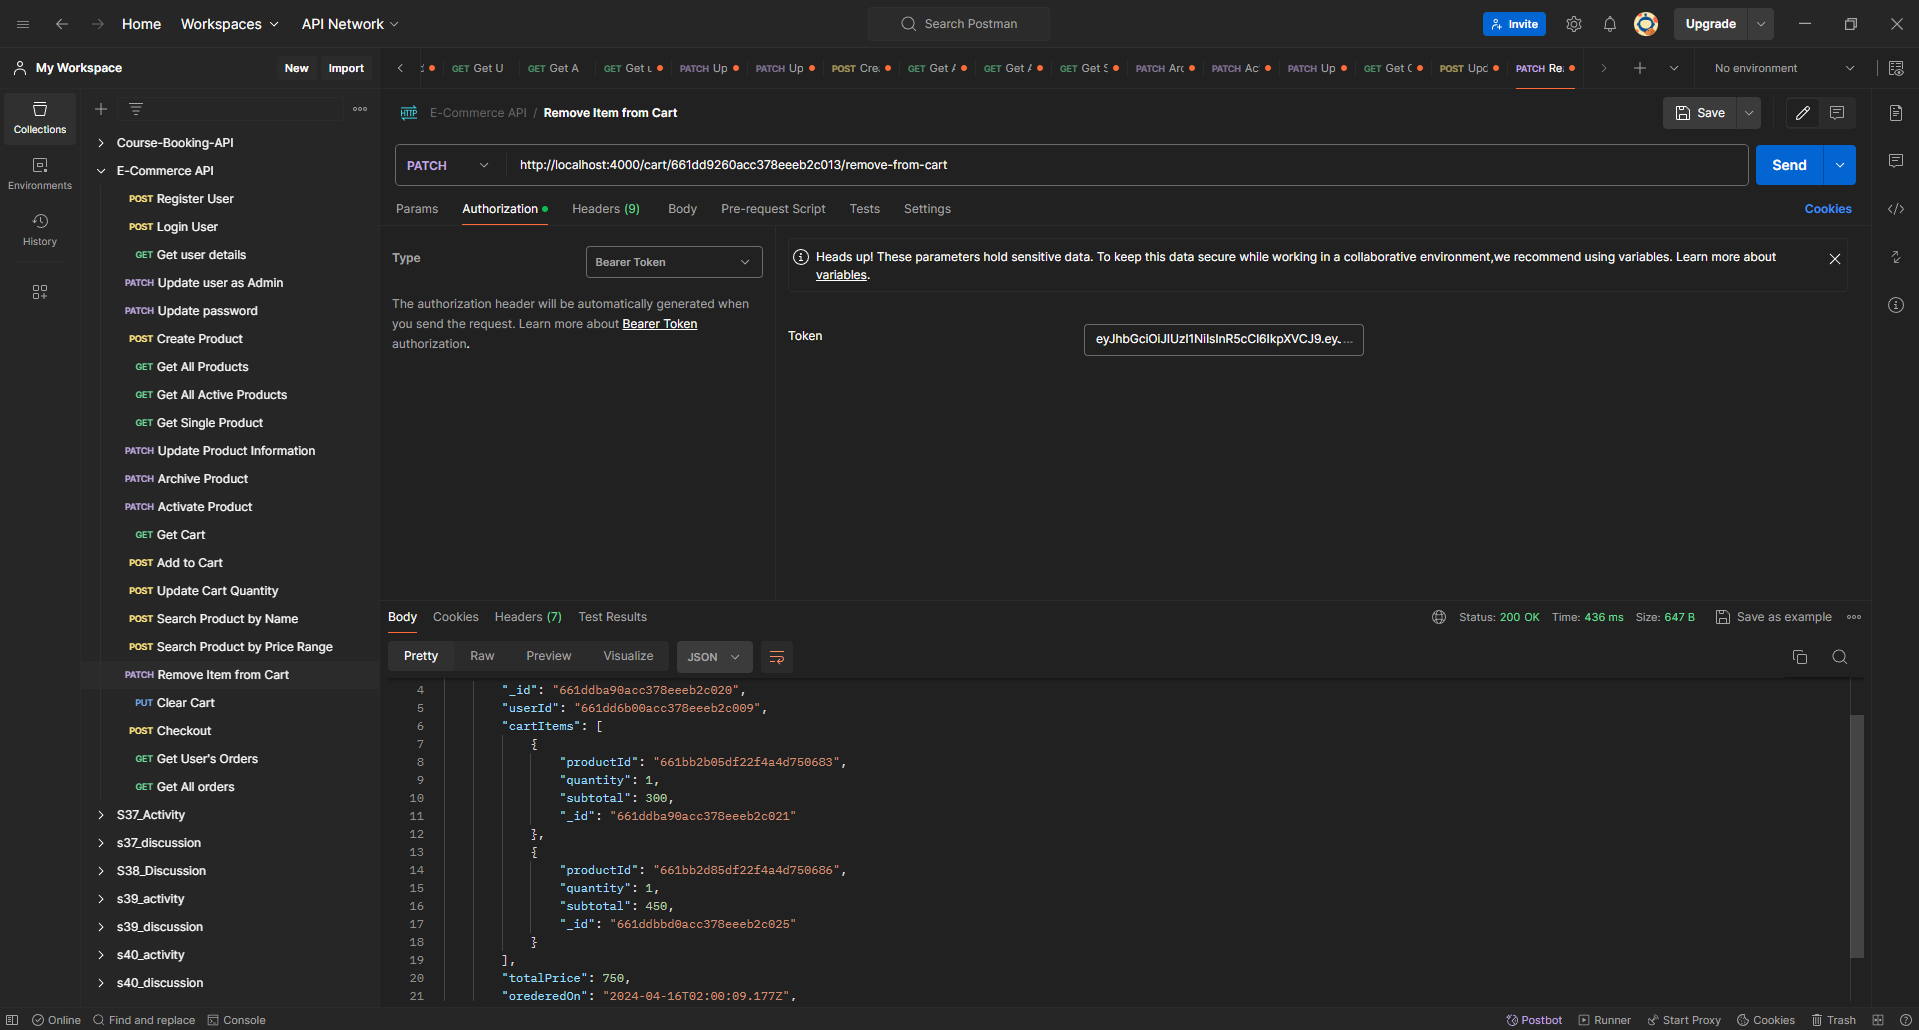 Home Workspaces API Network Search Postman Invite Upgrade
My Workspace New Import GET Get U GET Get A GET Get u PATCH Up PATCH Up POST Cre GET Get A GET Get A GET Get S PATCH Arc PATCH Ac PATCH Up GET Get C POST Upd PATCH Re No environment
Collections
Environments
History
Course-Booking-API
E-Commerce API
POST Register User
POST Login User
GET Get user details
PATCH Update user as Admin
PATCH Update password
POST Create Product
GET Get All Products
GET Get All Active Products
GET Get Single Product
PATCH Update Product Information
PATCH Archive Product
PATCH Activate Product
GET Get Cart
POST Add to Cart
POST Update Cart Quantity
POST Search Product by Name
POST Search Product by Price Range
PATCH Remove Item from Cart
PUT Clear Cart
POST Checkout
GET Get User's Orders
GET Get All orders
S37_Activity
s37_discussion
S38_Discussion
s39_activity
s39_discussion
s40_activity
s40_discussion
HTTP E-Commerce API / Remove Item from Cart Save
PATCH http://localhost:4000/cart/661dd9260acc378eeeb2c013/remove-from-cart Send
Params Authorization Headers (9) Body Pre-request Script Tests Settings Cookies
Type Bearer Token
The authorization header will be automatically generated when
you send the request. Learn more about Bearer Token
authorization.
Heads up! These parameters hold sensitive data. To keep this data secure while working in a collaborative environment,we recommend using variables. Learn more about
variables.
Token eyJhbGciOiJIUzI1NiIsInR5cCI6IkpXVCJ9.ey. ...
Body Cookies Headers (7) Test Results Status: 200 OK Time: 436 ms Size: 647 B Save as example
Pretty Raw Preview Visualize JSON
4 "_id": "661ddba90acc378eeeb2c020",
5 "userId": "661dd6b00acc378eeeb2c009",
6 "cartItems": [
7 {
8 "productId": "661bb2b05df22f4a4d750683",
9 "quantity": 1,
10 "subtotal": 300,
11 "_id": "661ddba90acc378eeeb2c021"
12 },
13 {
14 "productId": "661bb2d85df22f4a4d750686",
15 "quantity": 1,
16 "subtotal": 450,
17 "_id": "661ddbbd0acc378eeeb2c025"
18 }
19 ],
20 "totalPrice": 750,
21 "orederedOn": "2024-04-16T02:00:09.177Z",
Online Find and replace Console Postbot Runner Start Proxy Cookies Trash